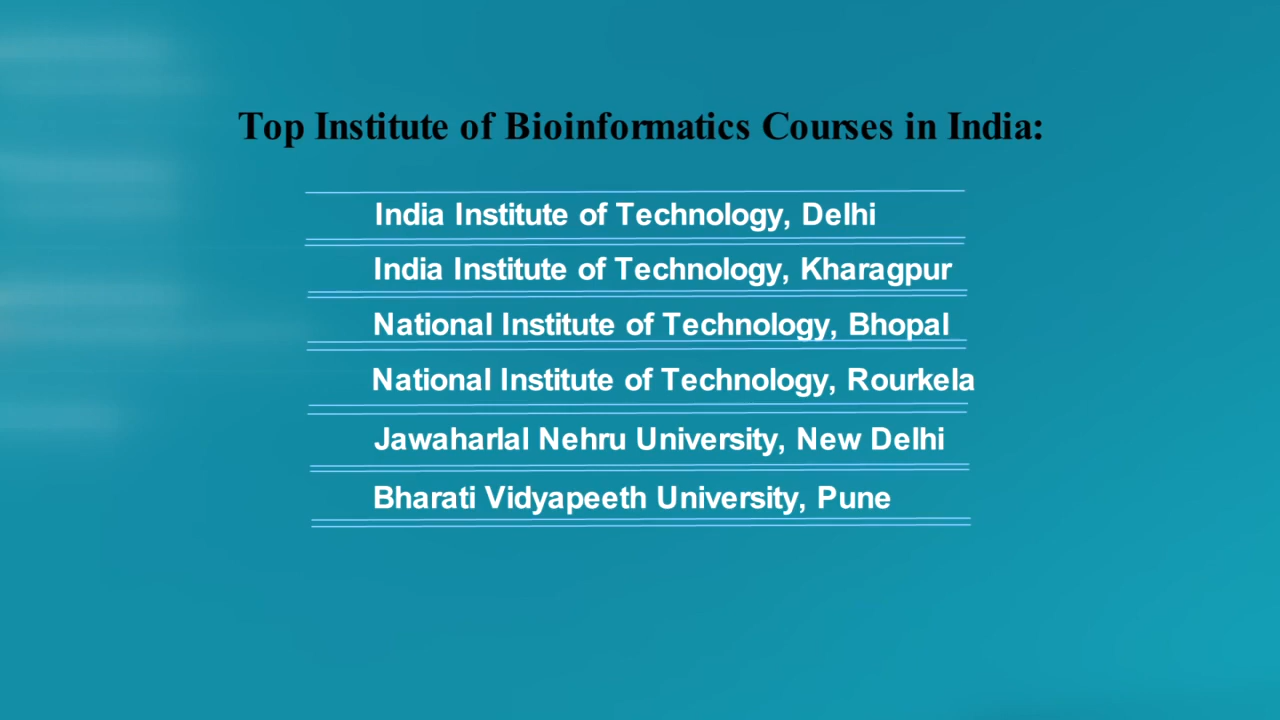 Top Institute of Bioinformatics Courses in India:
India Institute of Technology, Delhi
India Institute of Technology, Kharagpur
National Institute of Technology, Bhopal
National Institute of Technology, Rourkela
Jawaharlal Nehru University, New Delhi
Bharati Vidyapeeth University, Pune